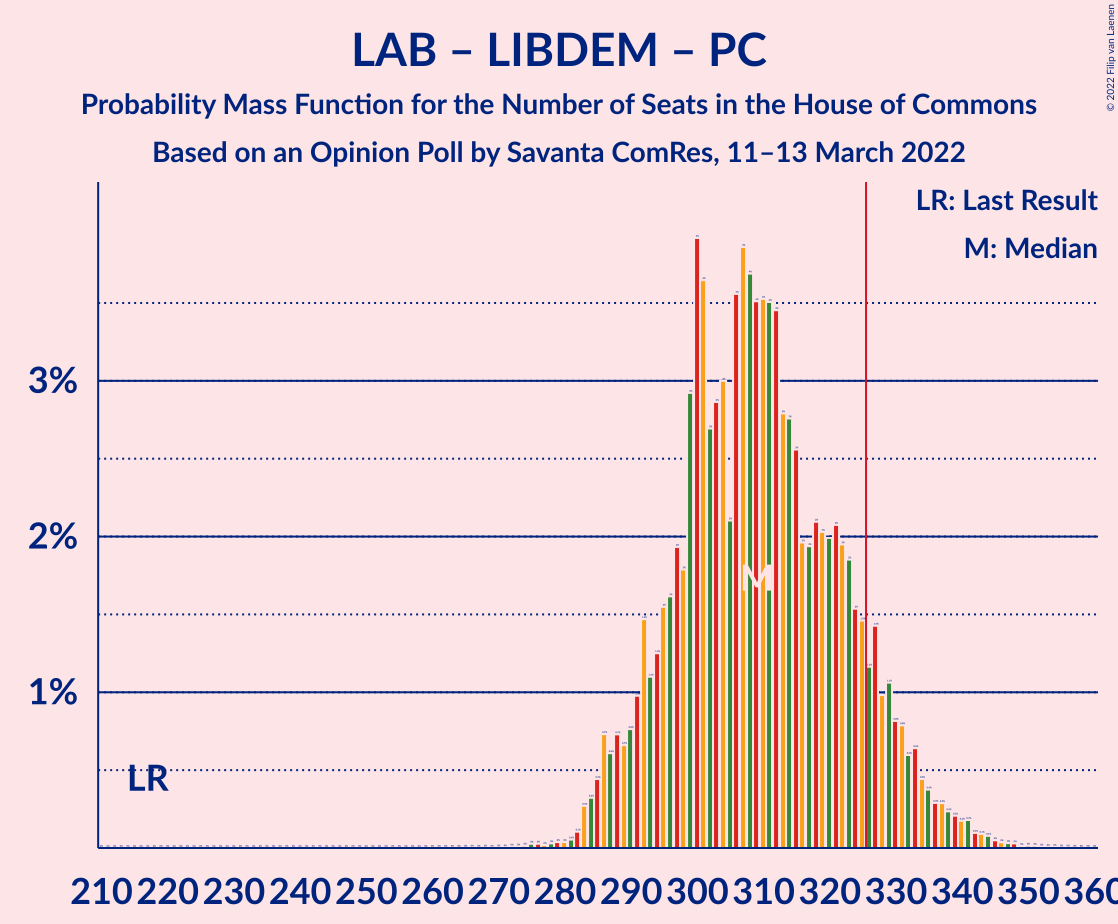 LAB – LIBDEM – PC
Probability Mass Function for the Number of Seats in the House of Commons
Based on an Opinion Poll by Savanta ComRes, 11–13 March 2022
© 2022 Filip van Laenen
LR: Last Result
M: Median
3%
2%
1%
M
LR
210 220 230 240 250 260 270 280 290 300 310 320 330 340 350 360